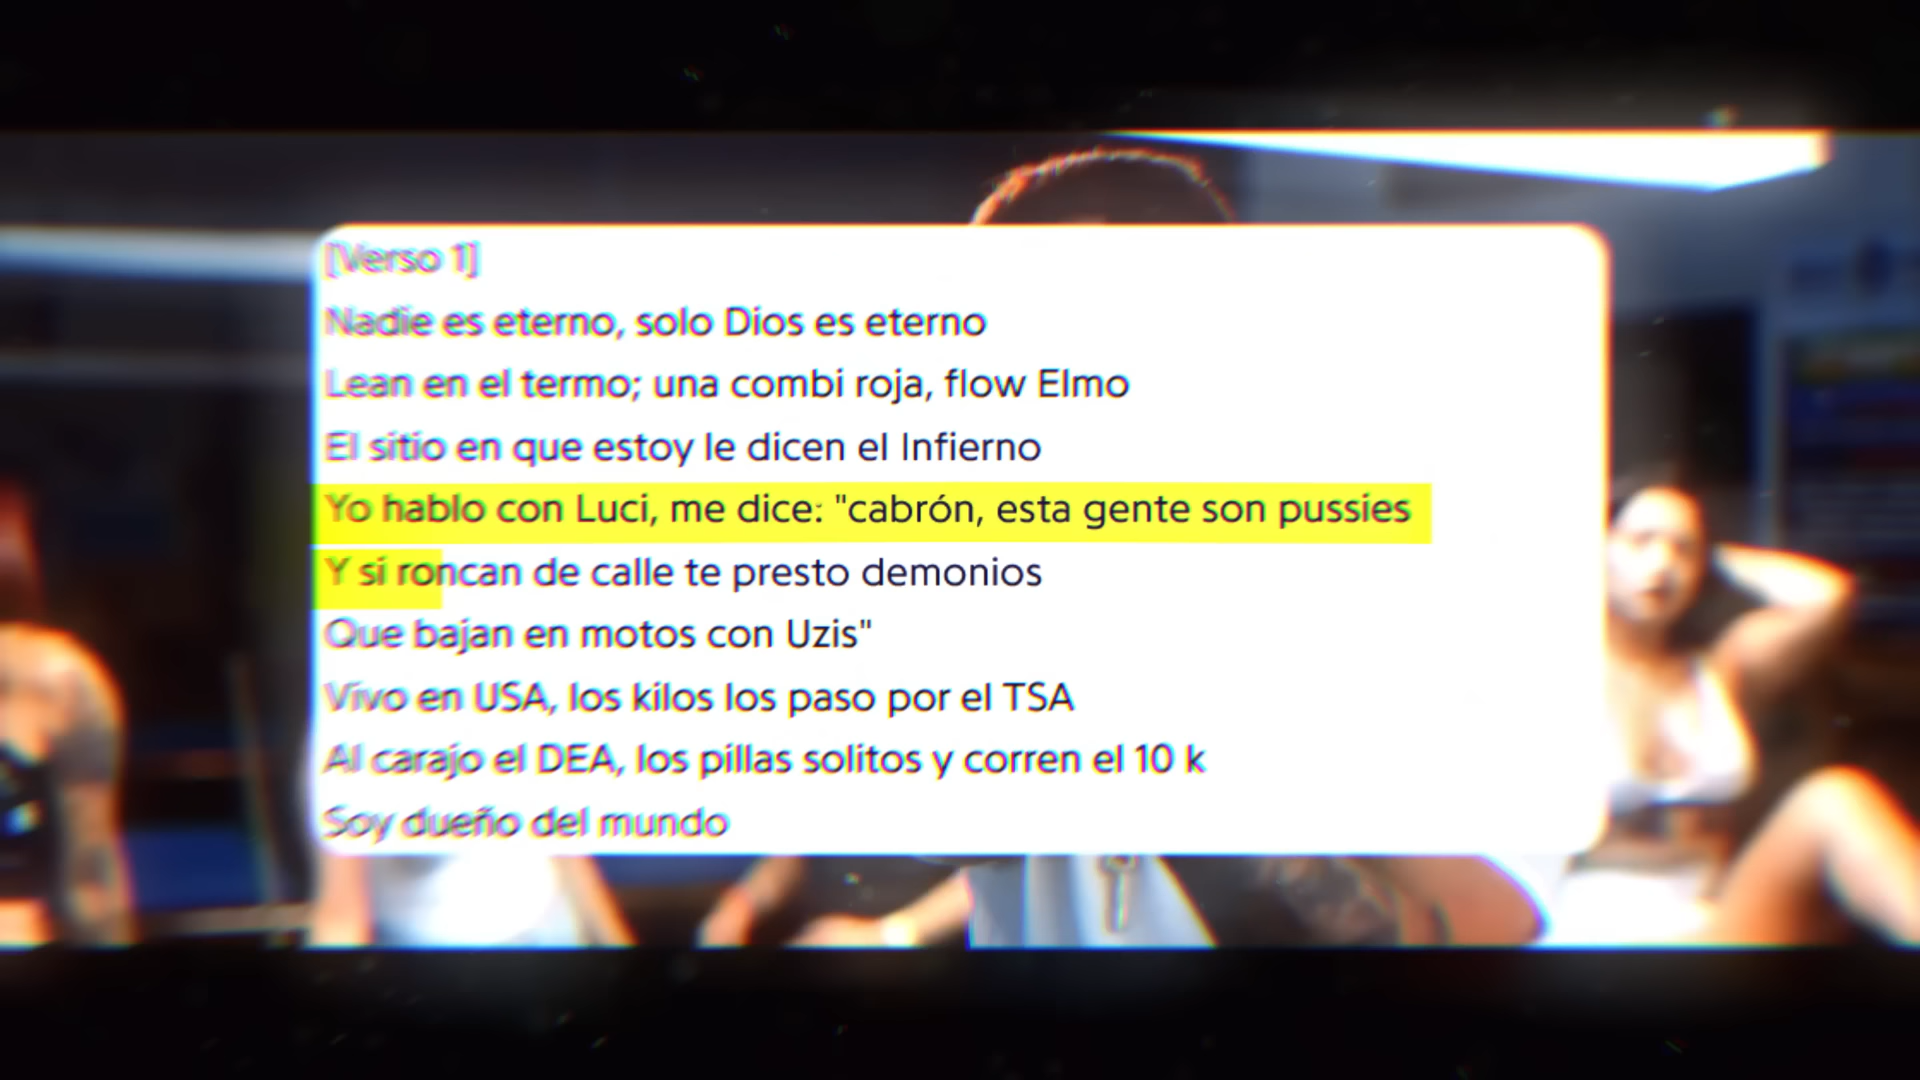 [Verso 1]
Nadie es eterno, solo Dios es eterno
Lean en el termo; una combi roja, flow Elmo
El sitio en que estoy le dicen el Infierno
Yo hablo con Luci, me dice: "cabrón, esta gente son pussies
Y si roncan de calle te presto demonios
Que bajan en motos con Uzis"
Vivo en USA, los kilos los paso por el TSA
Al carajo el DEA, los pillas solitos y corren el 10 k
Soy dueño del mundo